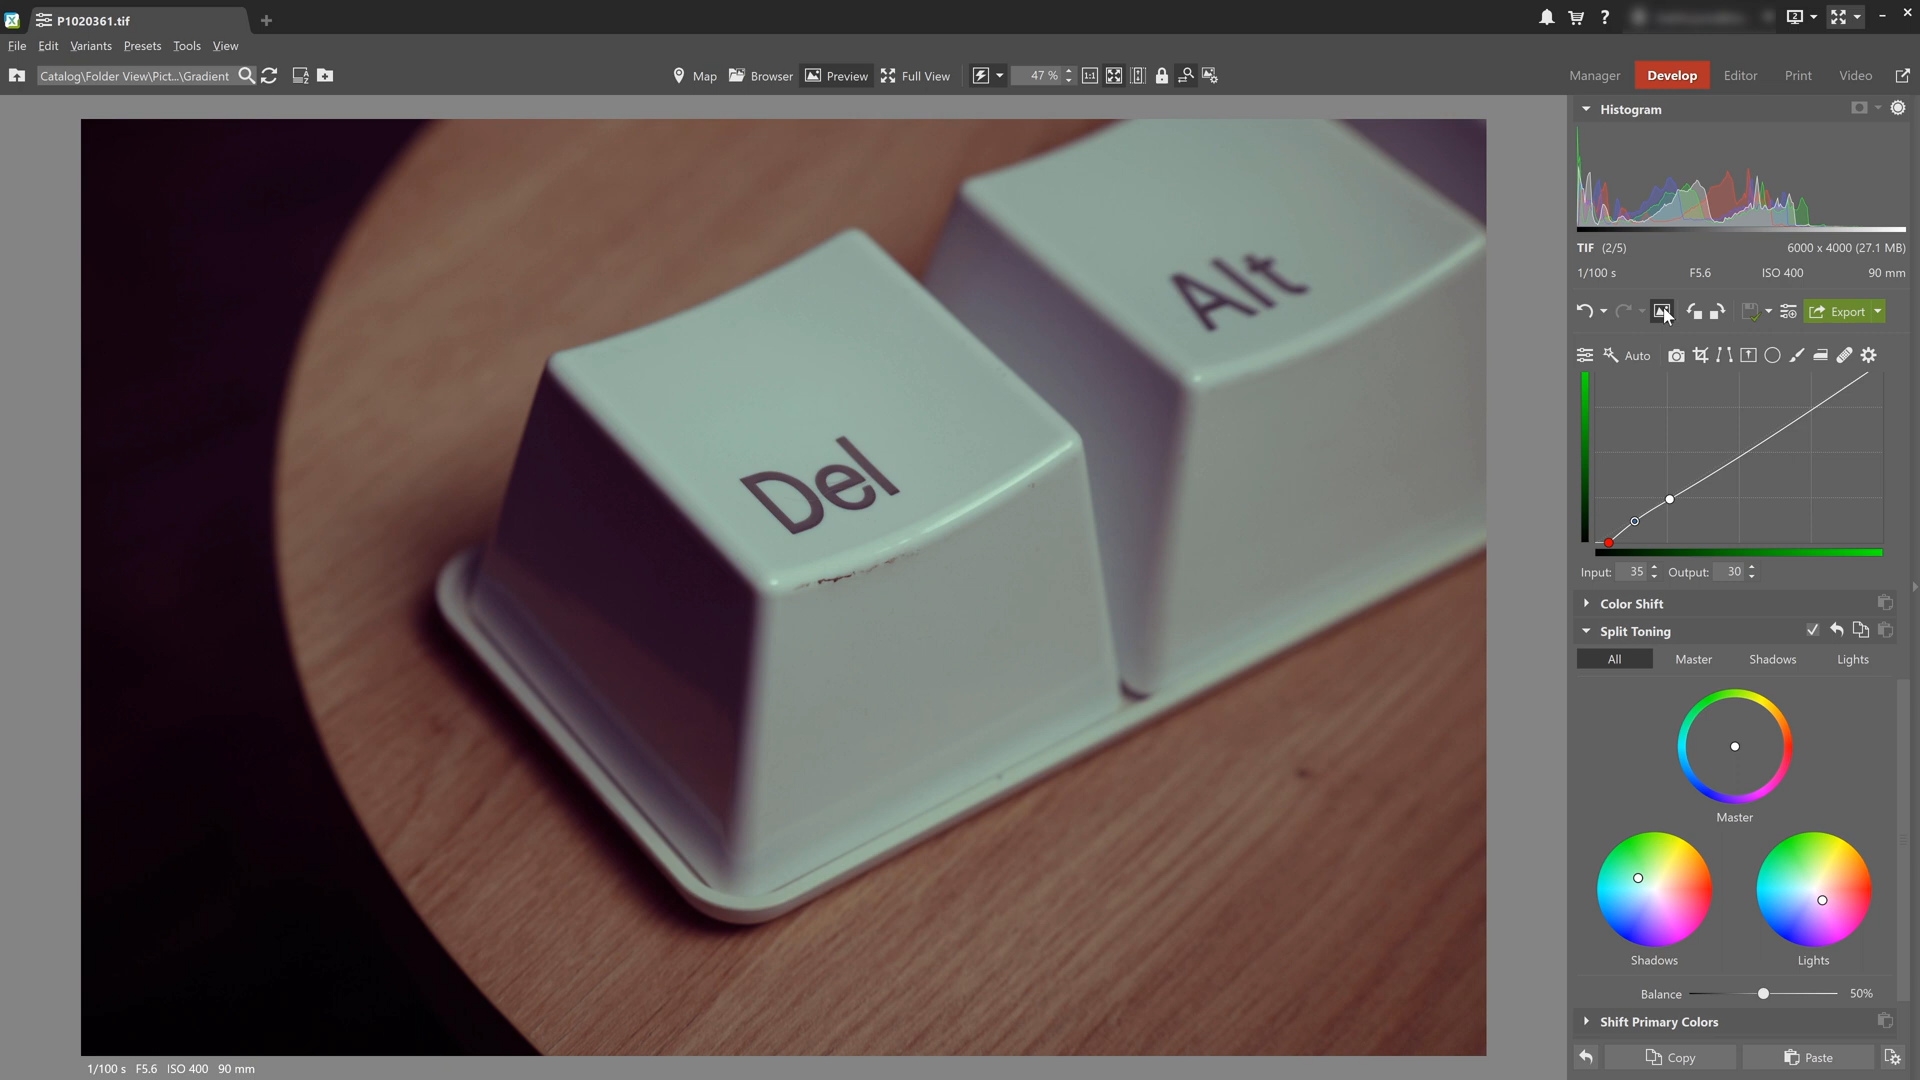 P1020361.tif
File Edit Variants Presets Tools View
Catalog\Folder View\Pict...\Gradient Map Browser Preview Full View 47 % 1:1 Manager Develop Editor Print Video
Histogram
TIF (2/5) 6000 x 4000 (27.1 MB)
1/100 s F5.6 ISO 400 90 mm
Export
Auto
Alt
Del
Input: 35 Output: 30
Color Shift
Split Toning
All Master Shadows Lights
Master
Shadows Lights
Balance 50%
Shift Primary Colors
Copy Paste
1/100 s F5.6 ISO 400 90 mm